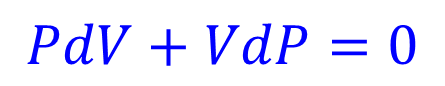 PdV + VdP = 0